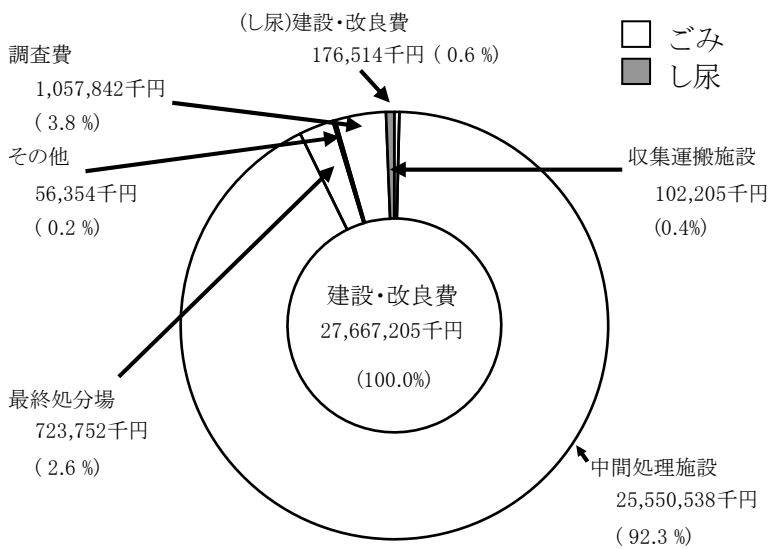 (し尿)建設・改良費
176,514千円 ( 0.6 %)
ごみ
し尿
調査費
1,057,842千円
( 3.8 %)
その他
56,354千円
( 0.2 %)
収集運搬施設
102,205千円
(0.4%)
建設・改良費
27,667,205千円
(100.0%)
最終処分場
723,752千円
( 2.6 %)
中間処理施設
25,550,538千円
( 92.3 %)